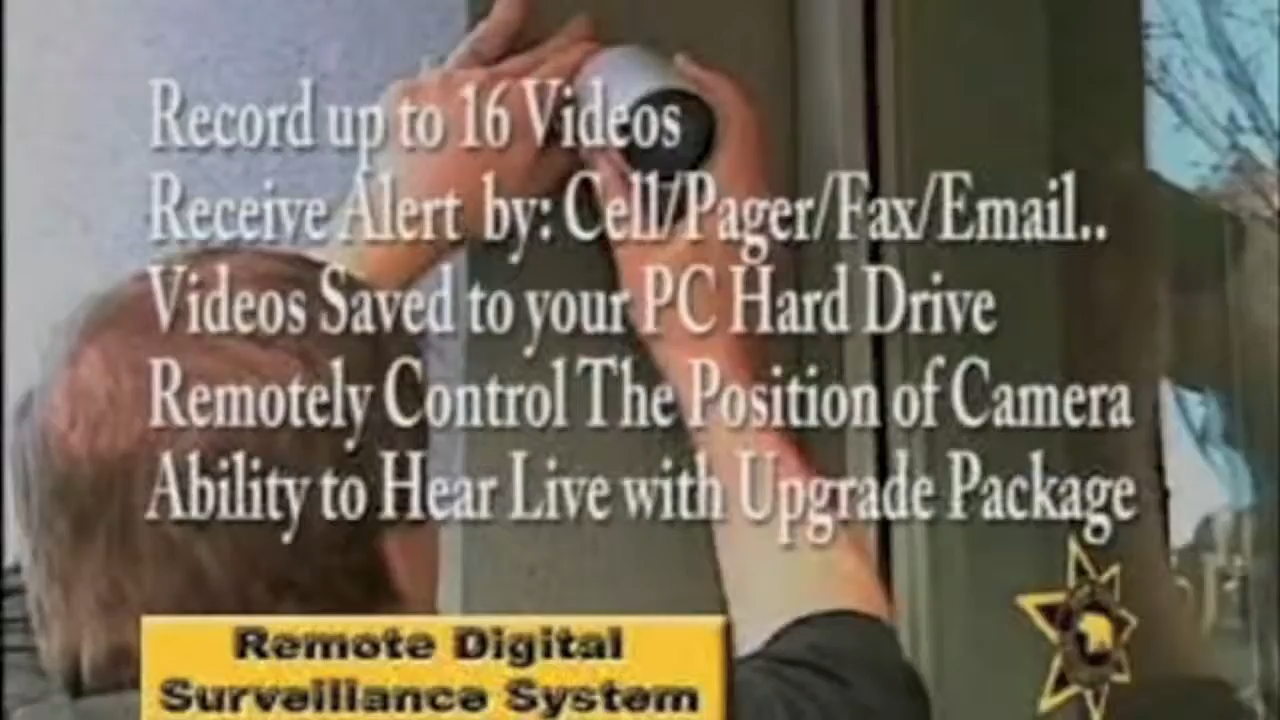 Record up to 16 Videos
Receive Alert by: Cell/Pager/Fax/Email..
Videos Saved to your PC Hard Drive
Remotely Control The Position of Camera
Ability to Hear Live with Upgrade Package
Remote Digital
Surveillance System